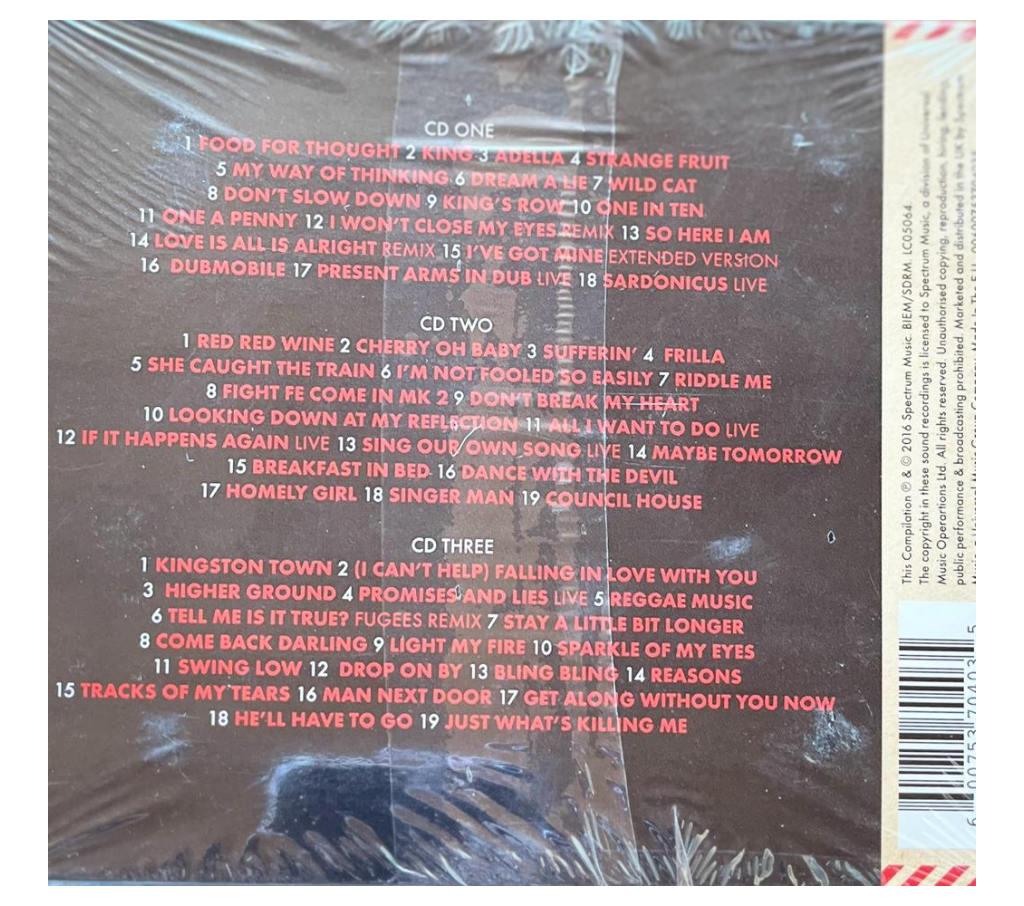 CD ONE
1 FOOD FOR THOUGHT 2 KING 3 ADELLA 4 STRANGE FRUIT
5 MY WAY OF THINKING 6 DREAM A LIE 7 WILD CAT
8 DON'T SLOW DOWN 9 KING'S ROW 10 ONE IN TEN
11 ONE A PENNY 12 I WON'T CLOSE MY EYES REMIX 13 SO HERE I AM
14 LOVE IS ALL IS ALRIGHT REMIX 15 I'VE GOT MINE EXTENDED VERSION
16 DUBMOBILE 17 PRESENT ARMS IN DUB LIVE 18 SARDONICUS LIVE
CD TWO
1 RED RED WINE 2 CHERRY OH BABY 3 SUFFERIN' 4 FRILLA
5 SHE CAUGHT THE TRAIN 6 I'M NOT FOOLED SO EASILY 7 RIDDLE ME
8 FIGHT FE COME IN MK 2 9 DON'T BREAK MY HEART
10 LOOKING DOWN AT MY REFLECTION 11 ALL I WANT TO DO LIVE
12 IF IT HAPPENS AGAIN LIVE 13 SING OUR OWN SONG LIVE 14 MAYBE TOMORROW
15 BREAKFAST IN BED 16 DANCE WITH THE DEVIL
17 HOMELY GIRL 18 SINGER MAN 19 COUNCIL HOUSE
CD THREE
1 KINGSTON TOWN 2 (I CAN'T HELP) FALLING IN LOVE WITH YOU
3 HIGHER GROUND 4 PROMISES AND LIES LIVE 5 REGGAE MUSIC
6 TELL ME IS IT TRUE? FUGEES REMIX 7 STAY A LITTLE BIT LONGER
8 COME BACK DARLING 9 LIGHT MY FIRE 10 SPARKLE OF MY EYES
11 SWING LOW 12 DROP ON BY 13 BLING BLING 14 REASONS
15 TRACKS OF MY TEARS 16 MAN NEXT DOOR 17 GET ALONG WITHOUT YOU NOW
18 HE'LL HAVE TO GO 19 JUST WHAT'S KILLING ME
This Compilation ℗ & © 2016 Spectrum Music. BIEM/SDRM. LC05064.
The copyright in these sound recordings is licensed to Spectrum Music, a division of Universal
Music Operartions Ltd. All rights reserved. Unauthorised copying, reproduction, hiring, lending,
public performance & broadcasting prohibited. Marketed and distributed in the UK by Spectrum
6 00753 70403 5